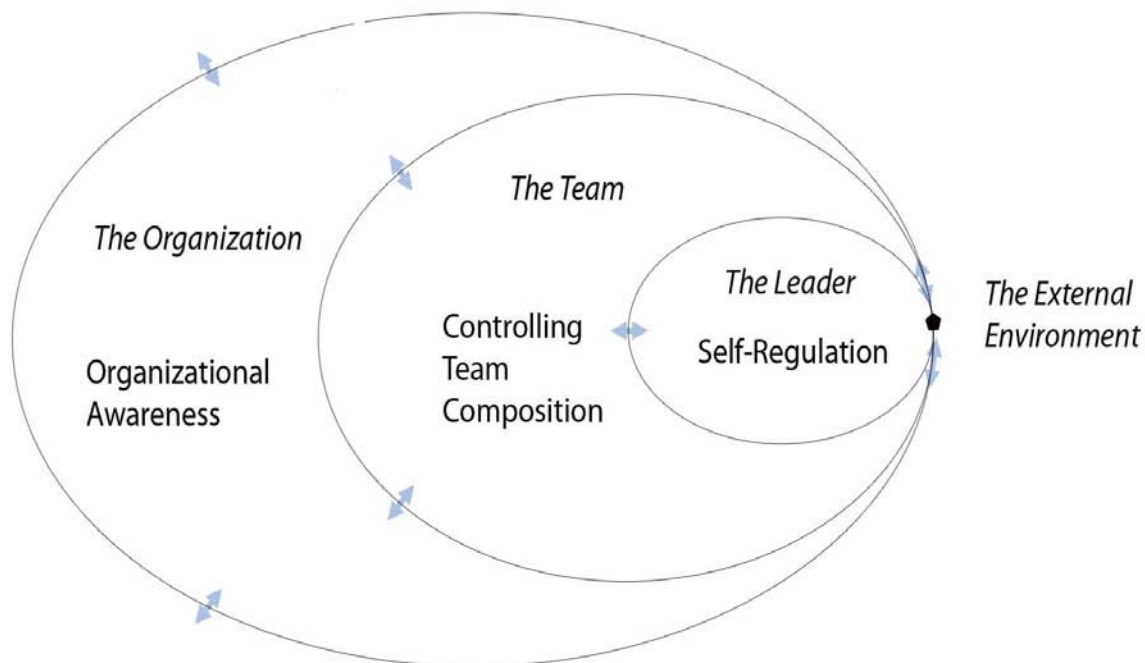 The Team
The Organization
The Leader
The External
Environment
Controlling
Team
Composition
Self-Regulation
Organizational
Awareness